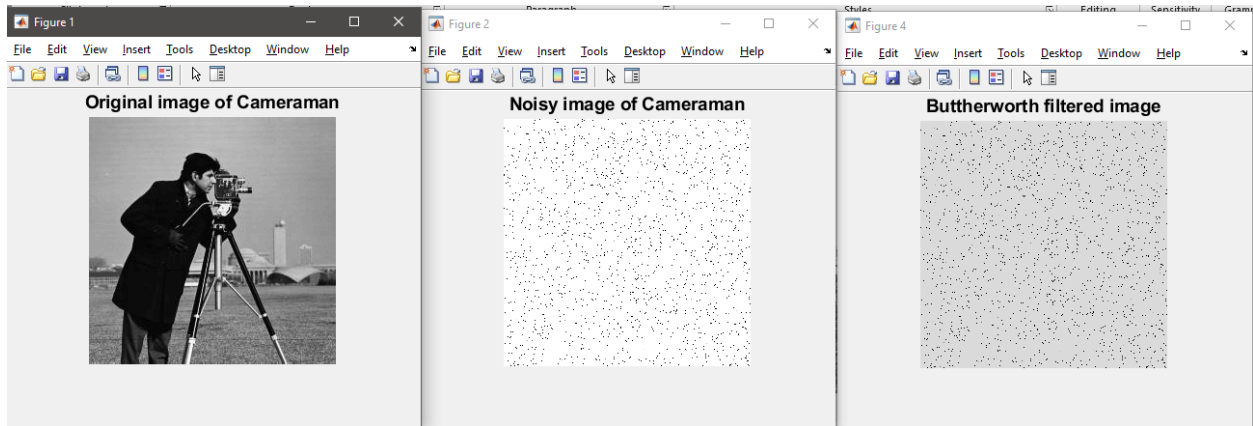 Paragraph
Styles
Editing
Sensitivity
Figure 1
File Edit View Insert Tools Desktop Window Help
Original image of Cameraman
Figure 2
File Edit View Insert Tools Desktop Window Help
Noisy image of Cameraman
Figure 4
File Edit View Insert Tools Desktop Window Help
Buttherworth filtered image